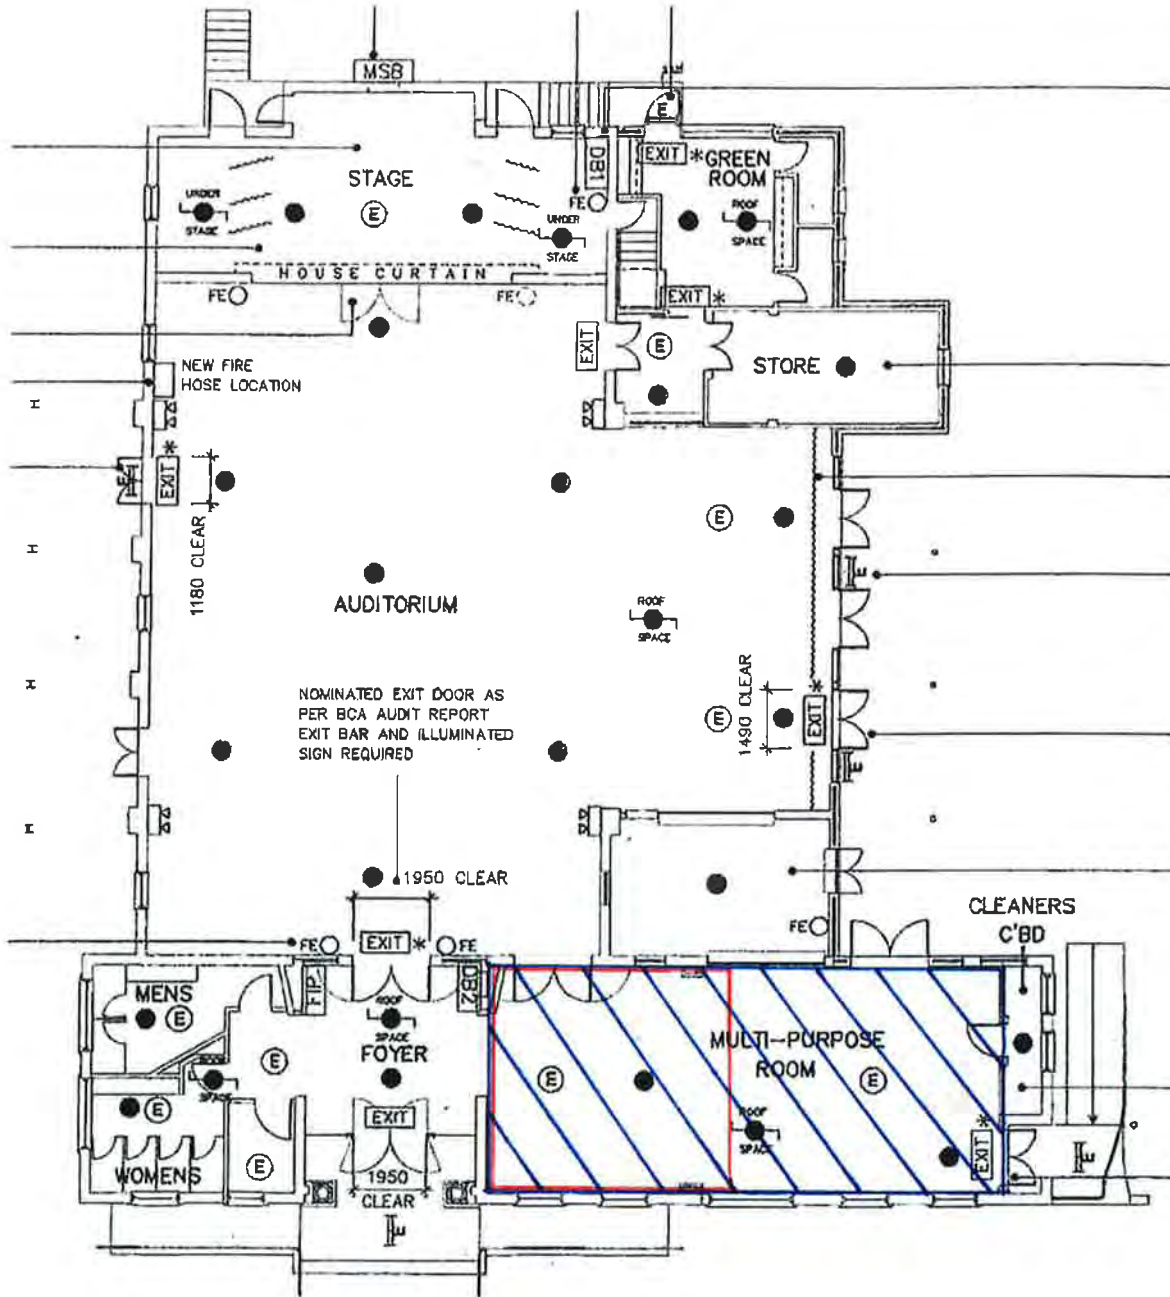 MSB
E
EXIT *
GREEN
ROOM
DB1
STAGE
UNDER
STAGE
E
FE
UNDER
STAGE
ROOF
SPACE
HOUSE CURTAIN
FE
FE
EXIT *
EXIT
E
STORE
NEW FIRE
HOSE LOCATION
H
*
EXIT
E
1180 CLEAR
E
H
E
AUDITORIUM
ROOF
SPACE
H
NOMINATED EXIT DOOR AS
PER BCA AUDIT REPORT
EXIT BAR AND ILLUMINATED
SIGN REQUIRED
E
1490 CLEAR
*
EXIT
E
H
1950 CLEAR
FE
CLEANERS
C'BD
FE
EXIT *
FE
MENS
E
FIP
DB2
ROOF
SPACE
FOYER
MULTI-PURPOSE
ROOM
ROOF
SPACE
E
E
E
E
EXIT
ROOF
SPACE
*
EXIT
E
WOMENS
E
1950
CLEAR
E